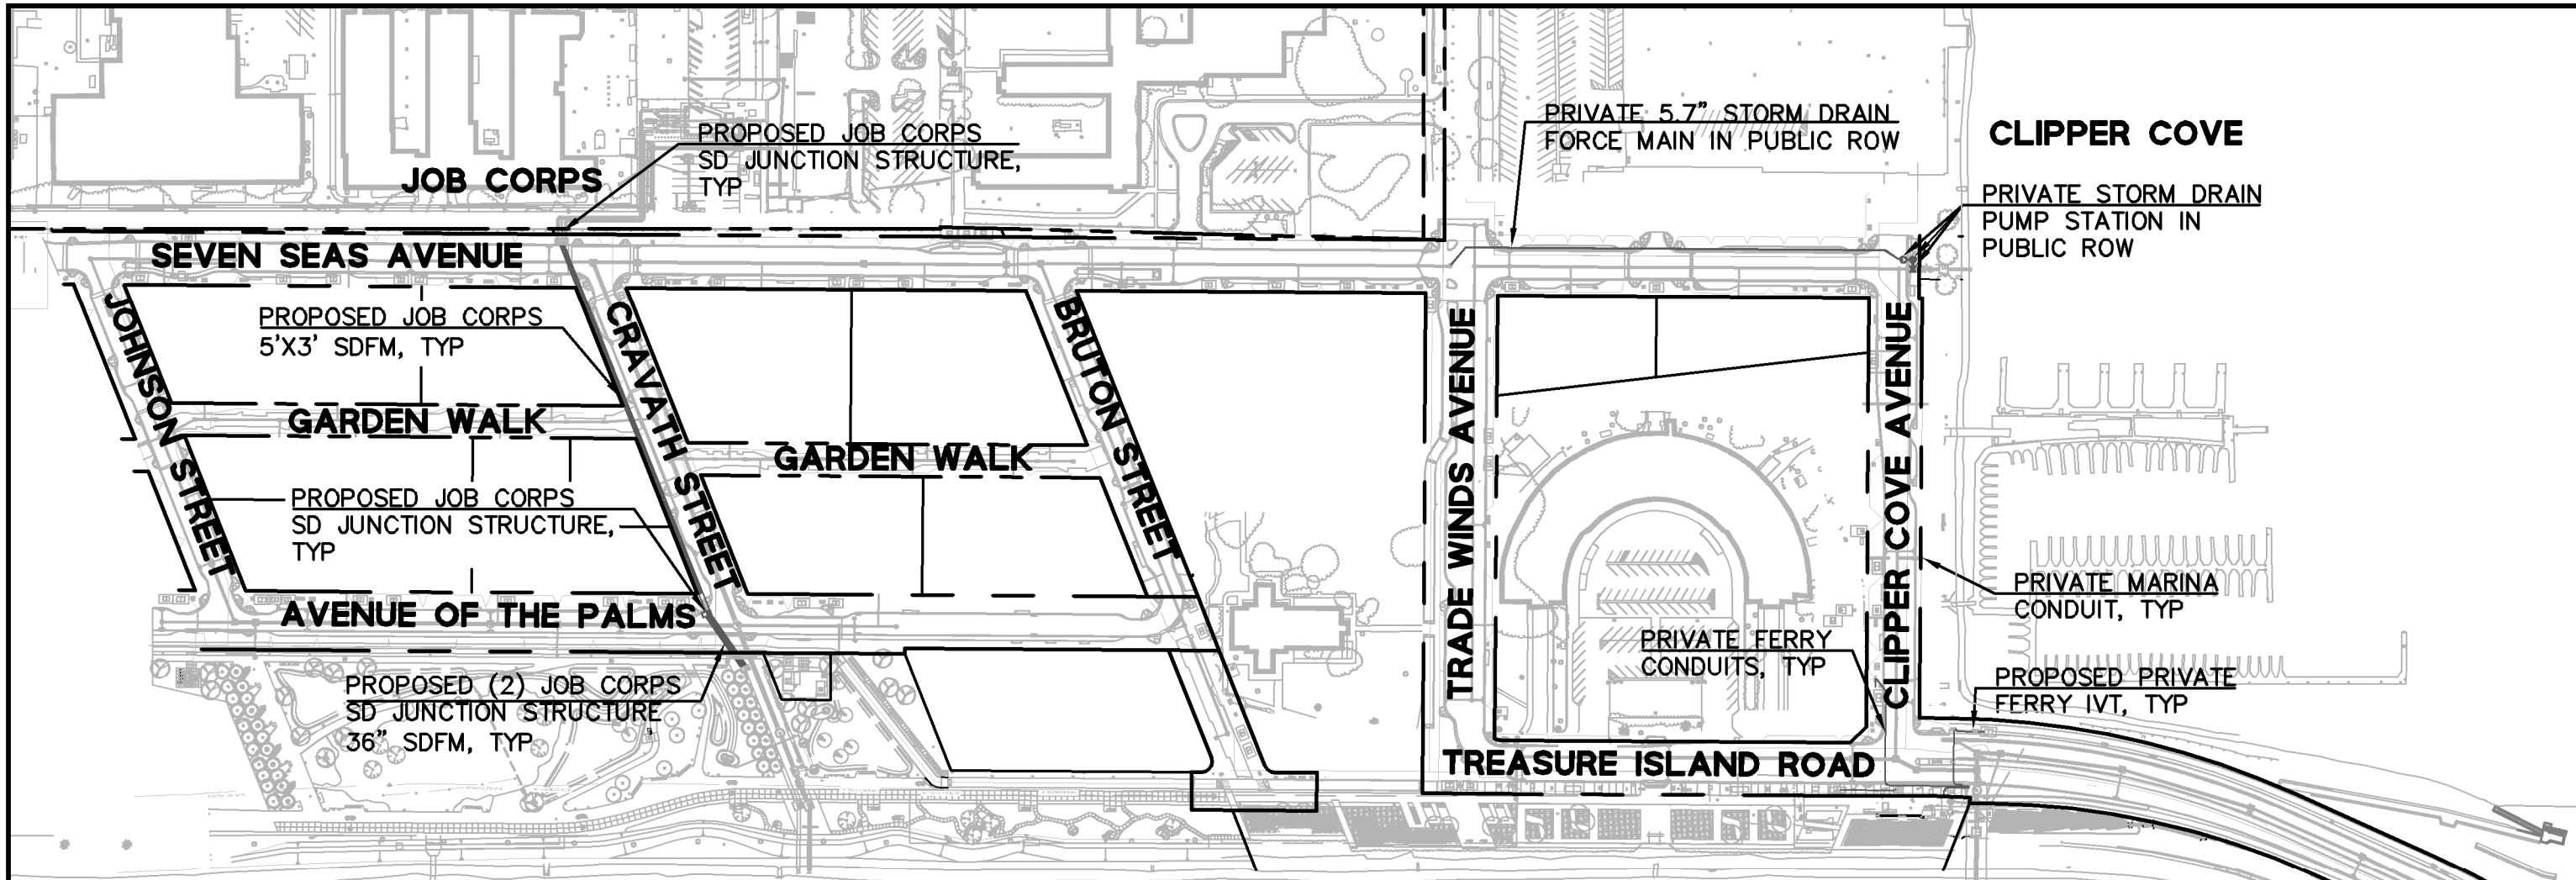 PROPOSED JOB CORPS
SD JUNCTION STRUCTURE,
TYP
JOB CORPS
PRIVATE 5.7" STORM DRAIN
FORCE MAIN IN PUBLIC ROW
CLIPPER COVE
PRIVATE STORM DRAIN
PUMP STATION IN
PUBLIC ROW
SEVEN SEAS AVENUE
JOHNSON STREET
PROPOSED JOB CORPS
5'X3' SDFM, TYP
CRAVATH STREET
BRUTON STREET
TRADE WINDS AVENUE
CLIPPER COVE AVENUE
GARDEN WALK
GARDEN WALK
PROPOSED JOB CORPS
SD JUNCTION STRUCTURE,
TYP
AVENUE OF THE PALMS
PROPOSED (2) JOB CORPS
SD JUNCTION STRUCTURE
36" SDFM, TYP
PRIVATE FERRY
CONDUITS, TYP
PRIVATE MARINA
CONDUIT, TYP
PROPOSED PRIVATE
FERRY IVT, TYP
TREASURE ISLAND ROAD